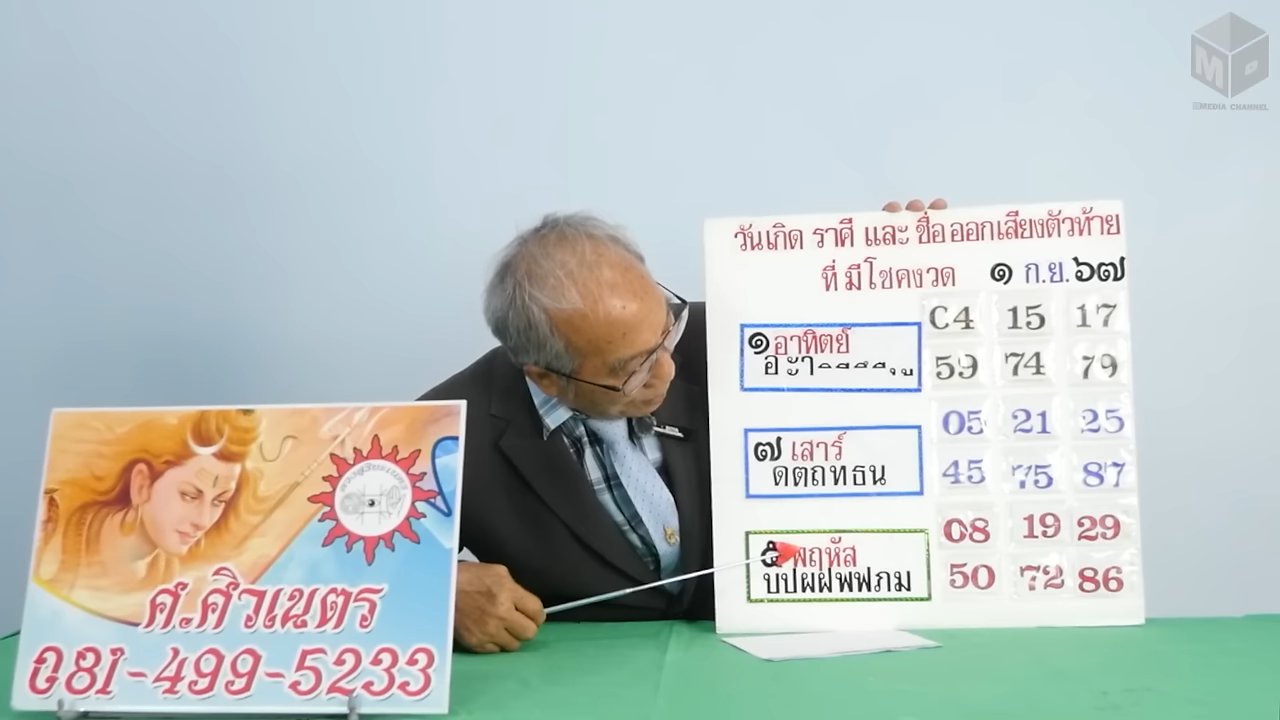 MEDIA CHANNEL
วันเกิด ราศี และ ชื่อออกเสียงตัวท้าย
ที่ มีโชคงวด ๑ ก.ย.๖๗
C4 15 17
๑ อาทิตย์
59 74 79
05 21 25
๗ เสาร์
ดตถทธน
45 75 87
08 19 29
๕ พฤหัส
บปผฝพฟภม
50 72 86
ศ.ศิวเนตร
081-499-5233